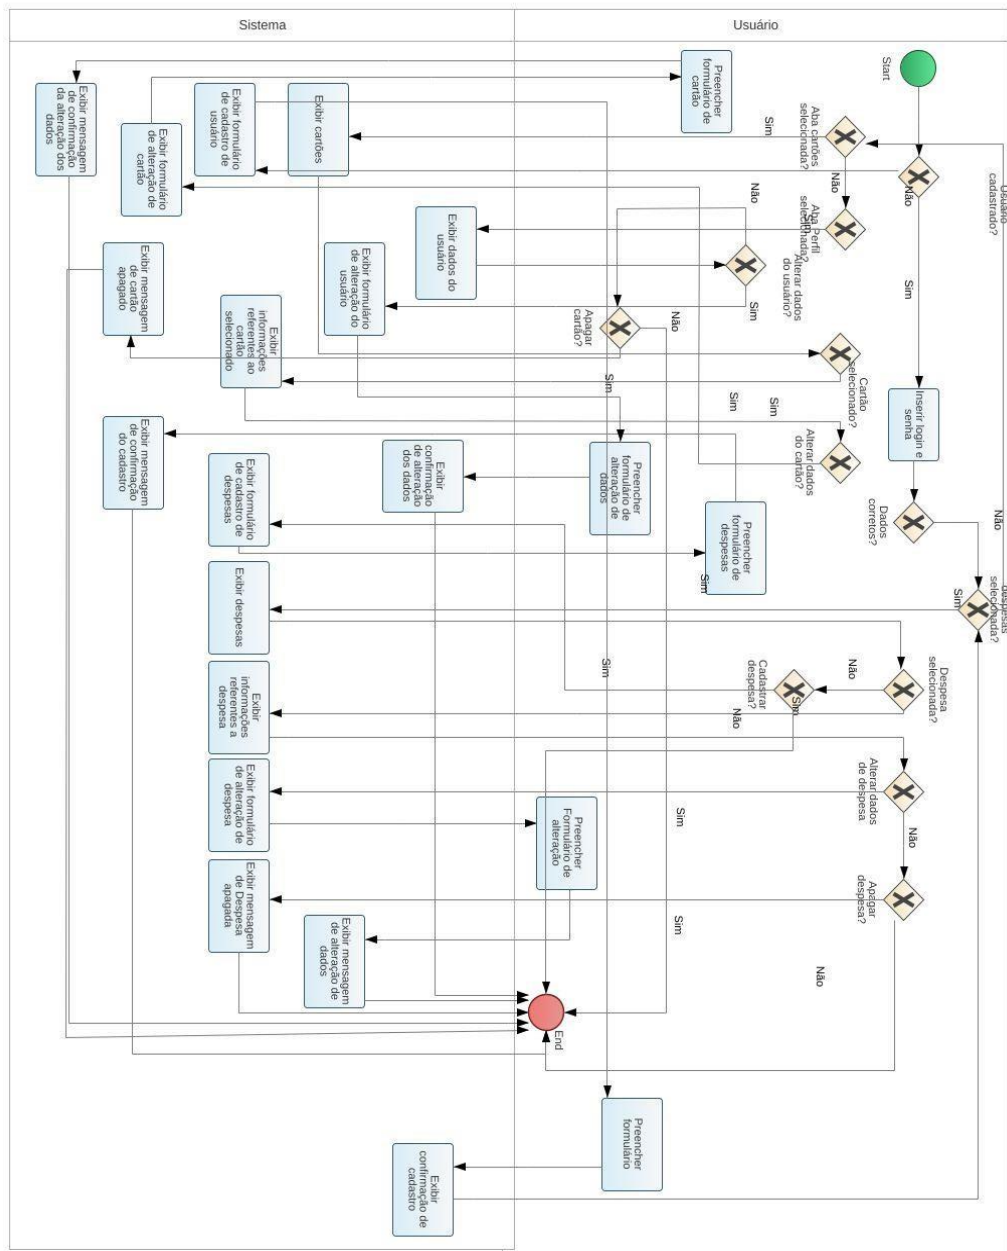 Sistema
Usuário
Start
Preencher
formulário de
cartão
Exibir mensagem
de confirmação
da alteração dos
dados
Exibir formulário
de alteração de
cartão
Exibir formulário
de cadastro de
usuário
Exibir cartões
Sim
Aba cartões
selecionada?
Não
Não
Usuário
cadastrado?
Aba Perfil
selecionada?
Sim
Não
Exibir dados do
usuário
Alterar dados
do usuário?
Sim
Sim
Exibir mensagem
de cartão
apagado
Exibir formulário
de alteração do
usuário
Exibir
informações
referentes ao
cartão
selecionado
Apagar
cartão?
Não
Sim
Cartão
selecionado?
Sim
Sim
Inserir login e
senha
Exibir mensagem
de confirmação
do cadastro
Exibir formulário
de cadastro de
despesas
Exibir
confirmação
de alteração
dos dados
Preencher
formulário de
alteração de
dados
Alterar dados
do cartão?
Preencher
formulário de
despesas
Dados
corretos?
Não
Sim
Exibir despesas
Sim
despesas
selecionada?
Sim
Exibir
informações
referentes a
despesa
Cadastrar
despesa?
Não
Despesa
selecionada?
Sim
Não
Exibir formulário
de alteração de
despesa
Preencher
Formulário de
alteração
Sim
Alterar dados
de despesa
Não
Exibir mensagem
de Despesa
apagada
Apagar
despesa?
Exibir mensagem
de alteração de
dados
Sim
Não
End
Preencher
formulário
Exibir
confirmação de
cadastro